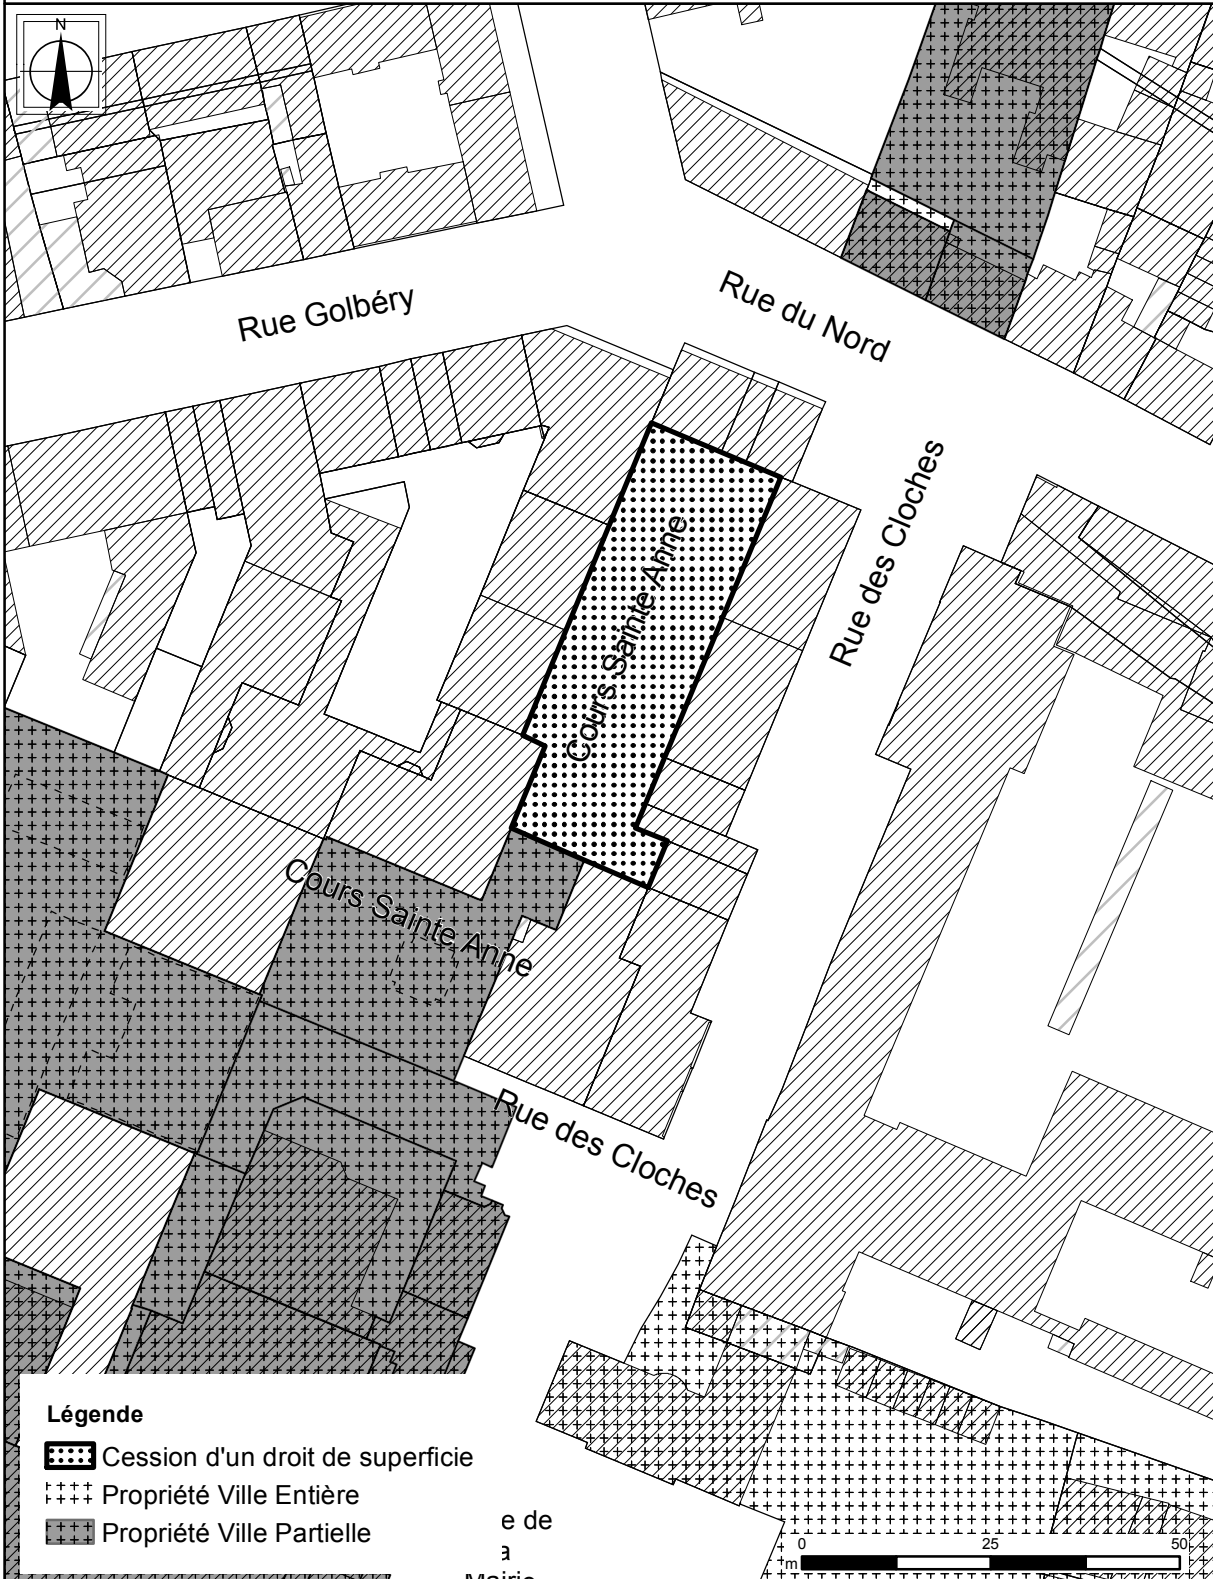 N
Rue Golbéry
Rue du Nord
Rue des Cloches
Cours Sainte Anne
Cours Sainte Anne
Rue des Cloches
Légende
Cession d'un droit de superficie
Propriété Ville Entière
Propriété Ville Partielle
e de
a
Mairie
0 25 50
m